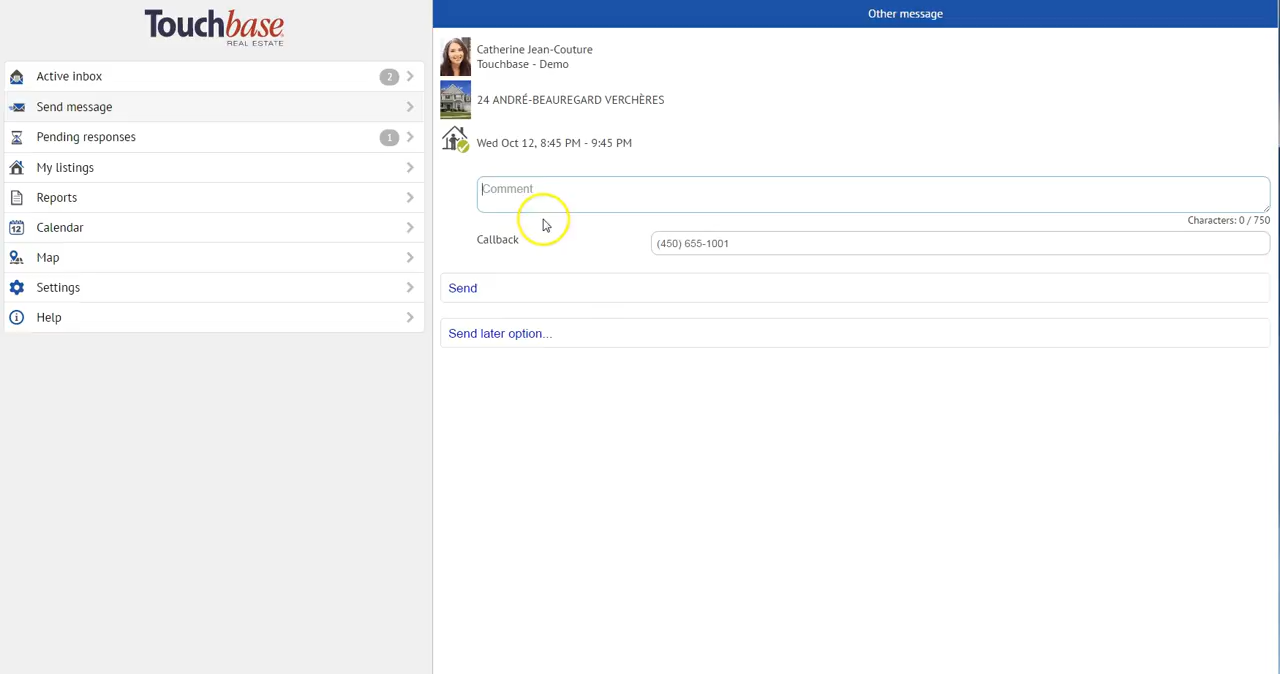 Touchbase
REAL ESTATE
Active inbox 2
Send message
Pending responses 1
My listings
Reports
12 Calendar
Map
Settings
Help
Other message
Catherine Jean-Couture
Touchbase - Demo
24 ANDRÉ-BEAUREGARD VERCHÈRES
Wed Oct 12, 8:45 PM - 9:45 PM
Comment
Characters: 0 / 750
Callback (450) 655-1001
Send
Send later option...